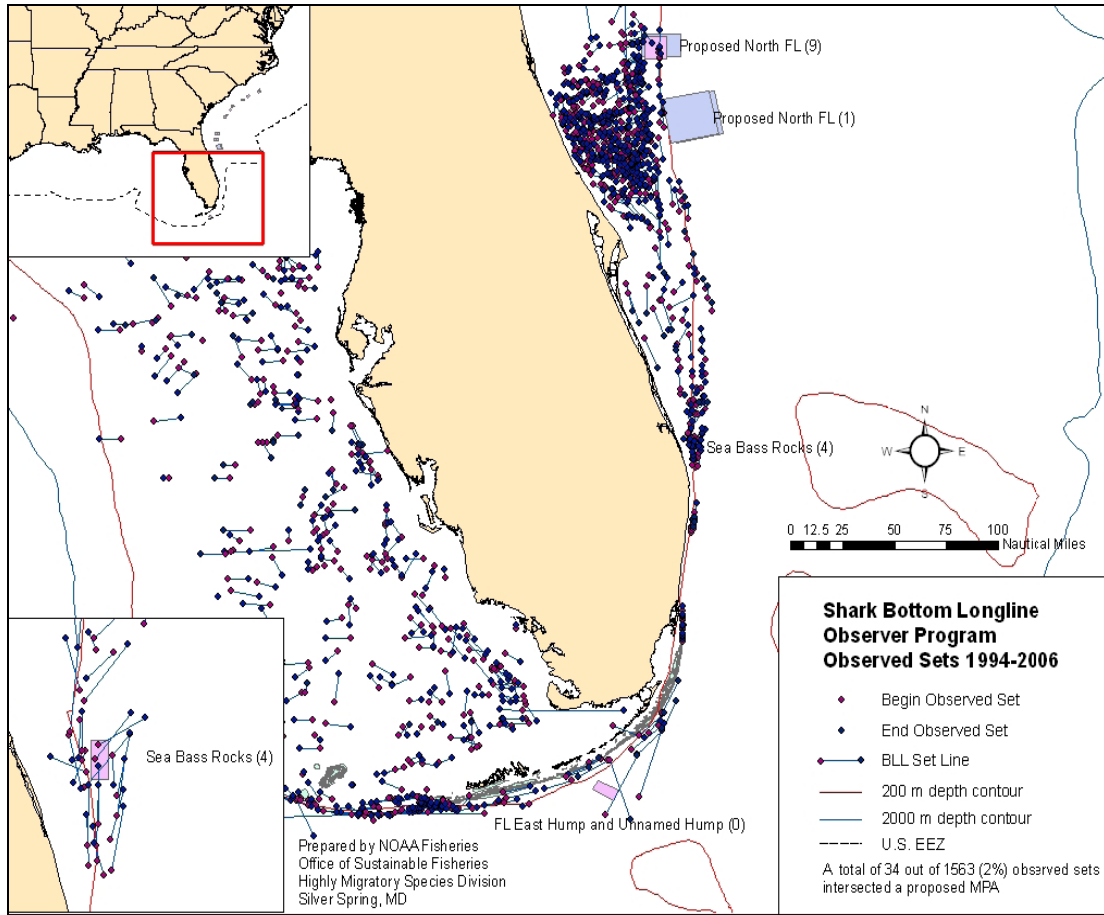 Proposed North FL (9)
Proposed North FL (1)
Sea Bass Rocks (4)
N
W
E
S
0 12.5 25 50 75 100
Nautical Miles
Sea Bass Rocks (4)
FL East Hump and Unnamed Hump (0)
Prepared by NOAA Fisheries
Office of Sustainable Fisheries
Highly Migratory Species Division
Silver Spring, MD
Shark Bottom Longline
Observer Program
Observed Sets 1994-2006
Begin Observed Set
End Observed Set
BLL Set Line
200 m depth contour
2000 m depth contour
U.S. EEZ
A total of 34 out of 1563 (2%) observed sets
intersected a proposed MPA